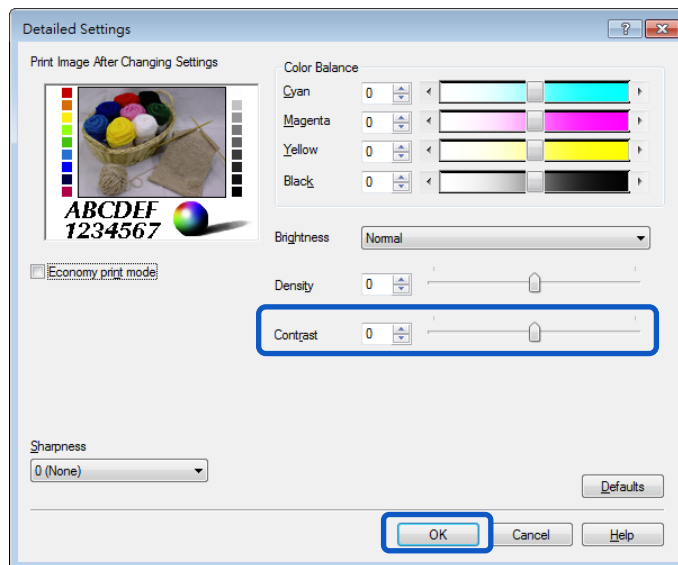 Detailed Settings
Print Image After Changing Settings
ABCDEF
1234567
Economy print mode
Sharpness
0 (None)
Color Balance
Cyan 0
Magenta 0
Yellow 0
Black 0
Brightness Normal
Density 0
Contrast 0
Defaults
OK Cancel Help